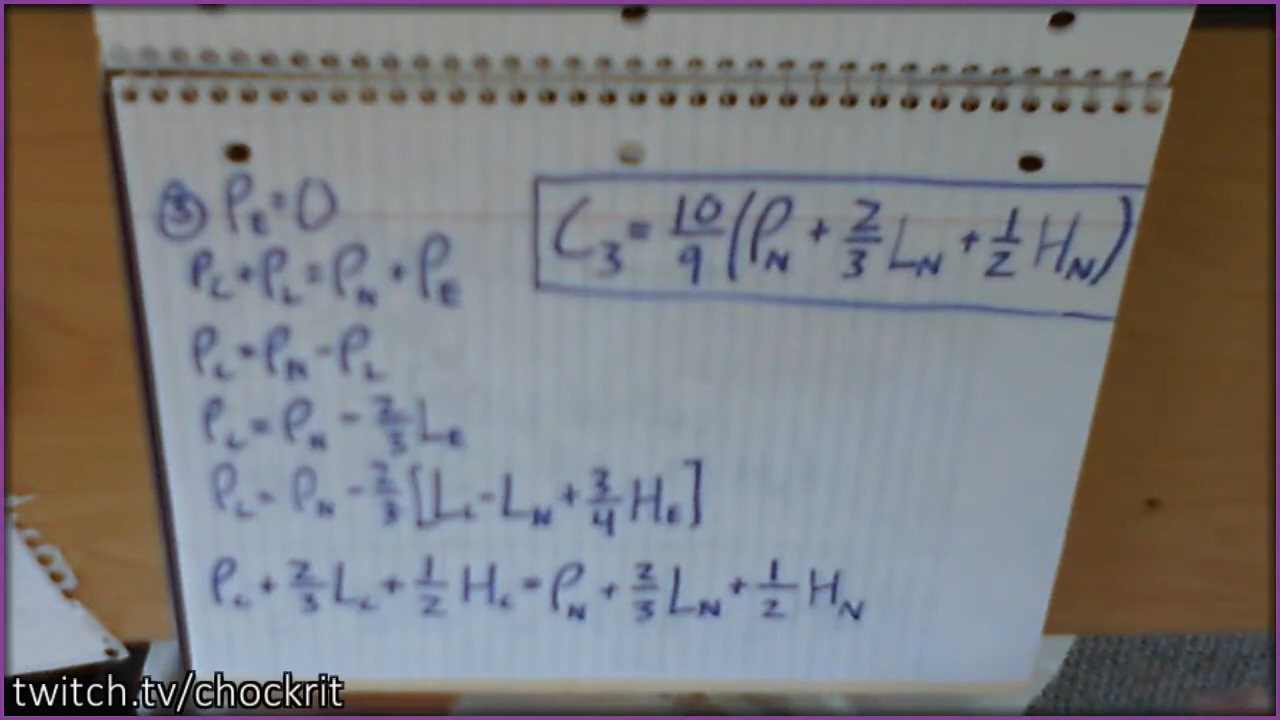 ③ P_E = 0
C_3 = 10/9 (P_N + 2/3 L_N + 1/2 H_N)
P_C + P_L = P_N + P_E
P_C = P_N - P_L
P_C = P_N - 2/3 L_E
P_C = P_N - 2/3 [L_C - L_N + 3/4 H_E]
P_C + 2/3 L_C + 1/2 H_C = P_N + 2/3 L_N + 1/2 H_N
twitch.tv/chockrit